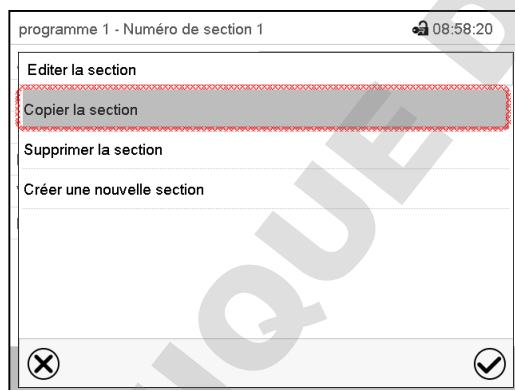 programme 1 - Numéro de section 1 08:58:20
Editer la section
Copier la section
Supprimer la section
Créer une nouvelle section
QUE D